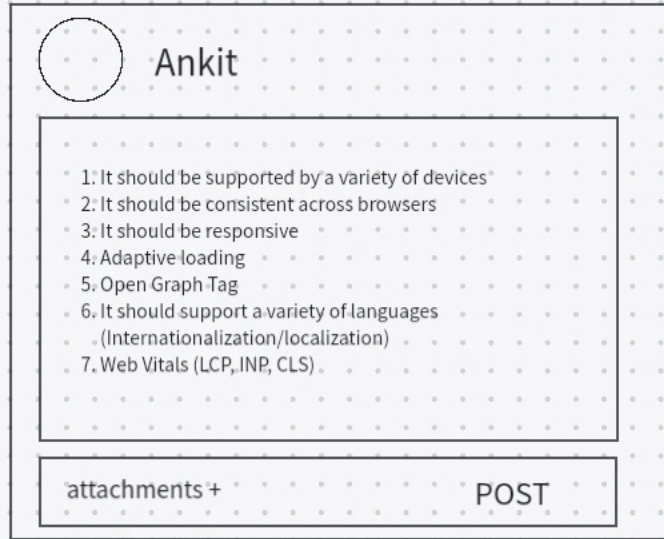 Ankit
1. It should be supported by a variety of devices
2. It should be consistent across browsers
3. It should be responsive
4. Adaptive loading
5. Open Graph Tag
6. It should support a variety of languages
(Internationalization/localization)
7. Web Vitals (LCP, INP, CLS)
attachments + POST